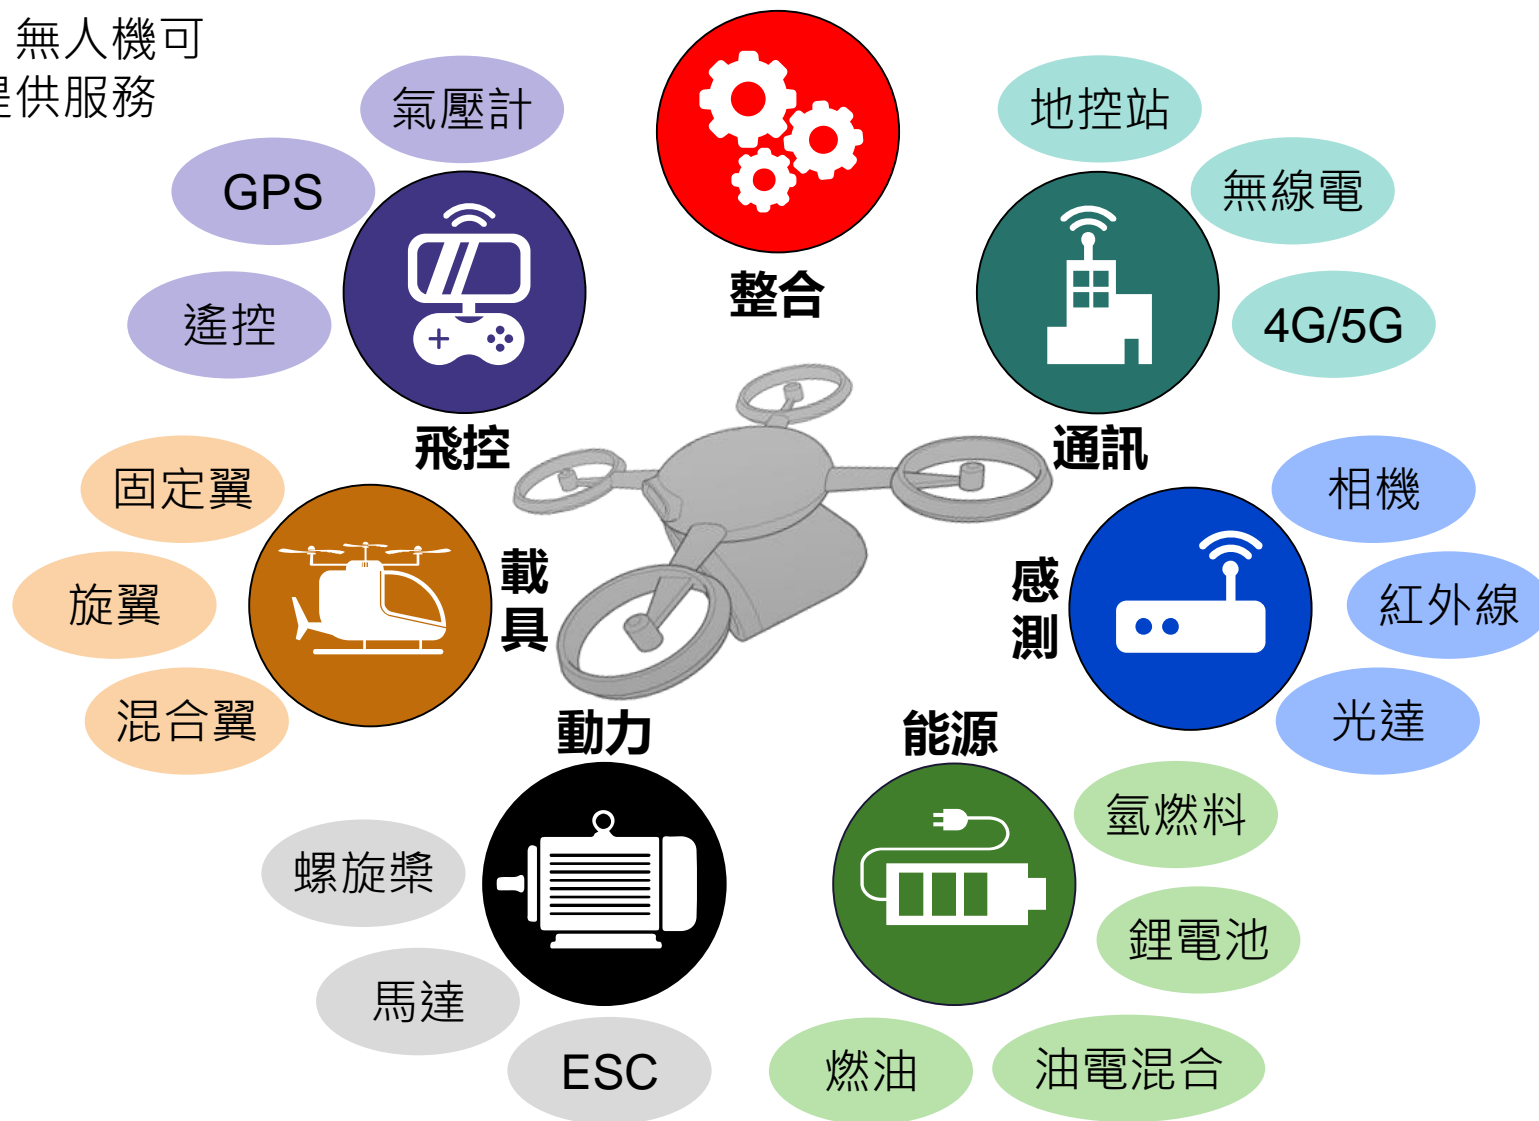 無人機可
提供服務
氣壓計
GPS
遙控
飛控
整合
地控站
無線電
4G/5G
通訊
固定翼
旋翼
混合翼
載具
感測
相機
紅外線
光達
動力
螺旋槳
馬達
ESC
能源
氫燃料
鋰電池
油電混合
燃油